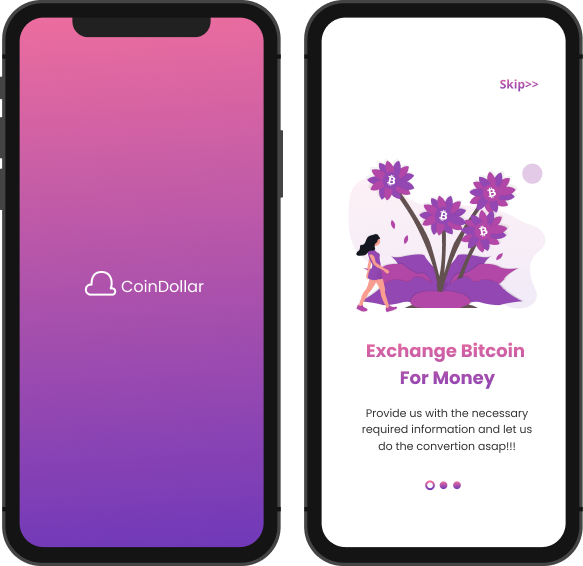 CoinDollar
Skip>>
Exchange Bitcoin
For Money
Provide us with the necessary
required information and let us
do the convertion asap!!!